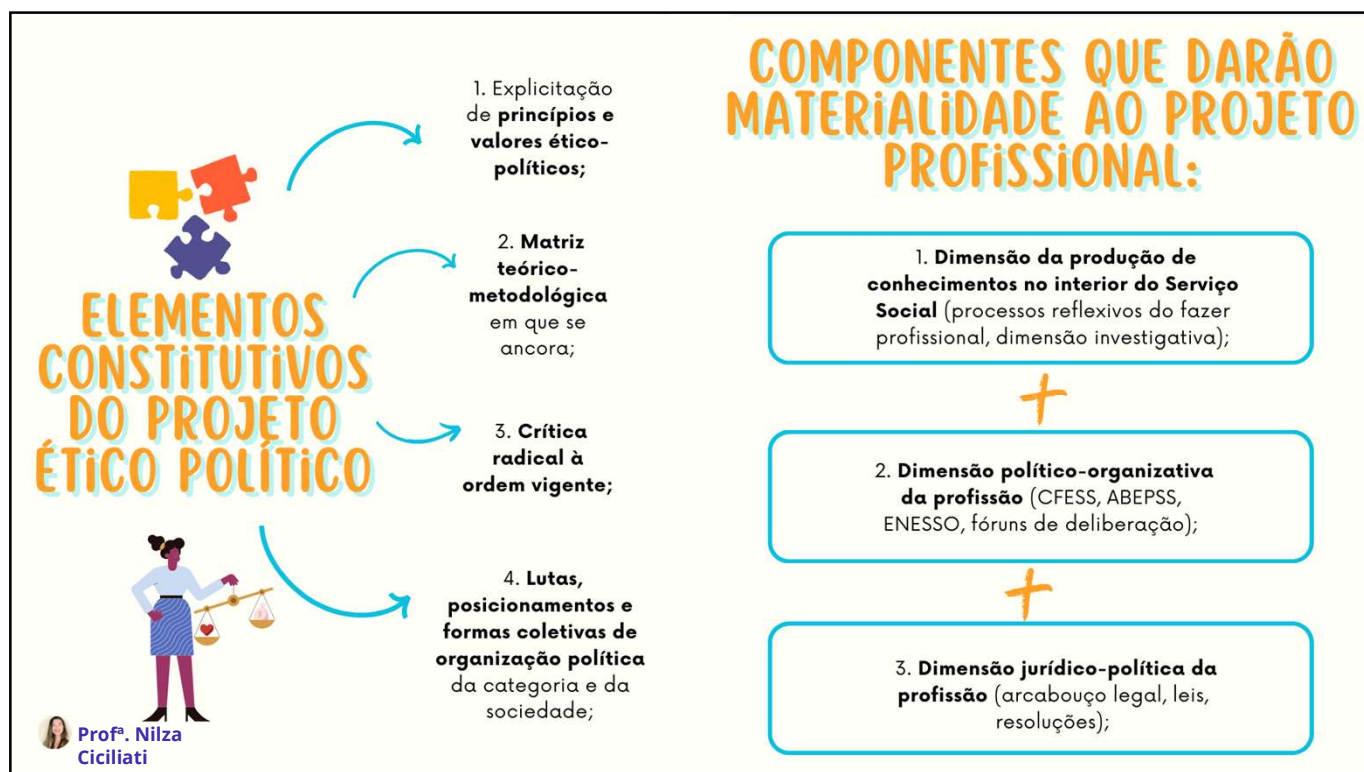 ELEMENTOS
CONSTITUTIVOS
DO PROJETO
ÉTICO POLÍTICO
1. Explicitação
de princípios e
valores ético-
políticos;
2. Matriz
teórico-
metodológica
em que se
ancora;
3. Crítica
radical à
ordem vigente;
4. Lutas,
posicionamentos e
formas coletivas de
organização política
da categoria e da
sociedade;
Profª. Nilza
Ciciliati
COMPONENTES QUE DARÃO
MATERIALIDADE AO PROJETO
PROFISSIONAL:
1. Dimensão da produção de
conhecimentos no interior do Serviço
Social (processos reflexivos do fazer
profissional, dimensão investigativa);
+
2. Dimensão político-organizativa
da profissão (CFESS, ABEPSS,
ENESSO, fóruns de deliberação);
+
3. Dimensão jurídico-política da
profissão (arcabouço legal, leis,
resoluções);